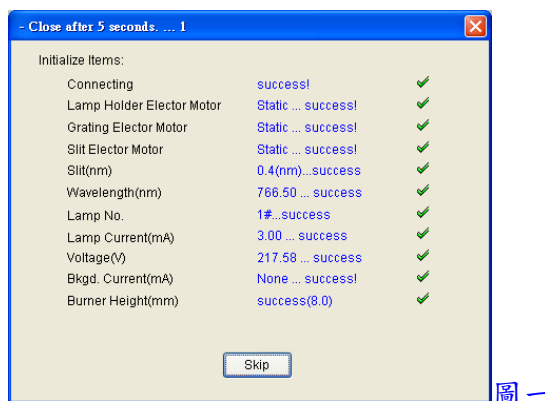 - Close after 5 seconds. ... 1
Initialize Items:
Connecting success!
Lamp Holder Elector Motor Static ... success!
Grating Elector Motor Static ... success!
Slit Elector Motor Static ... success!
Slit(nm) 0.4(nm)...success
Wavelength(nm) 766.50 ... success
Lamp No. 1#...success
Lamp Current(mA) 3.00 ... success
Voltage(V) 217.58 ... success
Bkgd. Current(mA) None ... success!
Burner Height(mm) success(8.0)
Skip
圖一